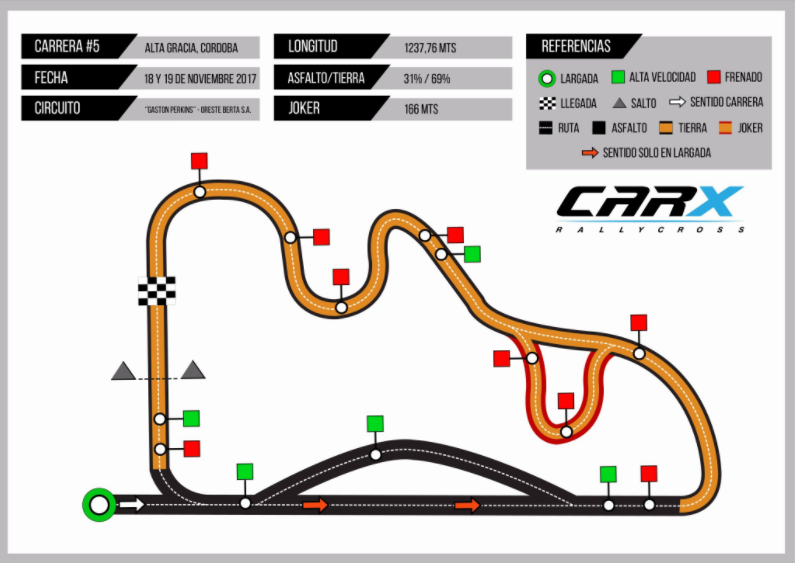 CARRERA #5
ALTA GRACIA, CORDOBA
FECHA
18 Y 19 DE NOVIEMBRE 2017
CIRCUITO
"GASTON PERKINS" - ORESTE BERTA S.A.
LONGITUD
1237,76 MTS
ASFALTO/TIERRA
31% / 69%
JOKER
166 MTS
REFERENCIAS
LARGADA
ALTA VELOCIDAD
FRENADO
LLEGADA
SALTO
SENTIDO CARRERA
RUTA
ASFALTO
TIERRA
JOKER
SENTIDO SOLO EN LARGADA
CARX
RALLYCROSS